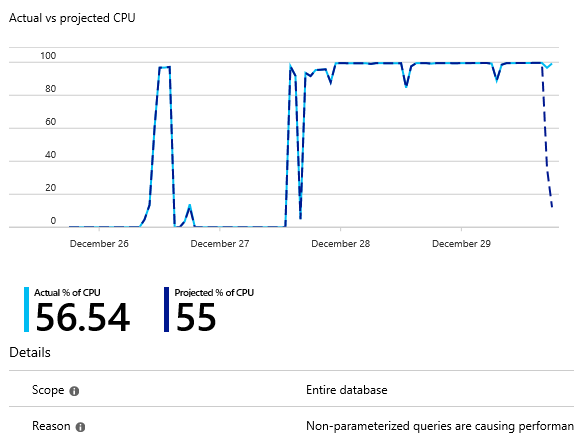 Actual vs projected CPU
100
80
60
40
20
0
December 26 December 27 December 28 December 29
Actual % of CPU Projected % of CPU
56.54 55
Details
Scope Entire database
Reason Non-parameterized queries are causing performan